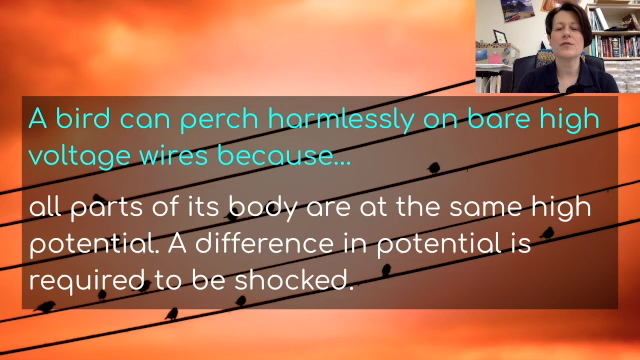 A bird can perch harmlessly on bare high
voltage wires because...
all parts of its body are at the same high
potential. A difference in potential is
required to be shocked.